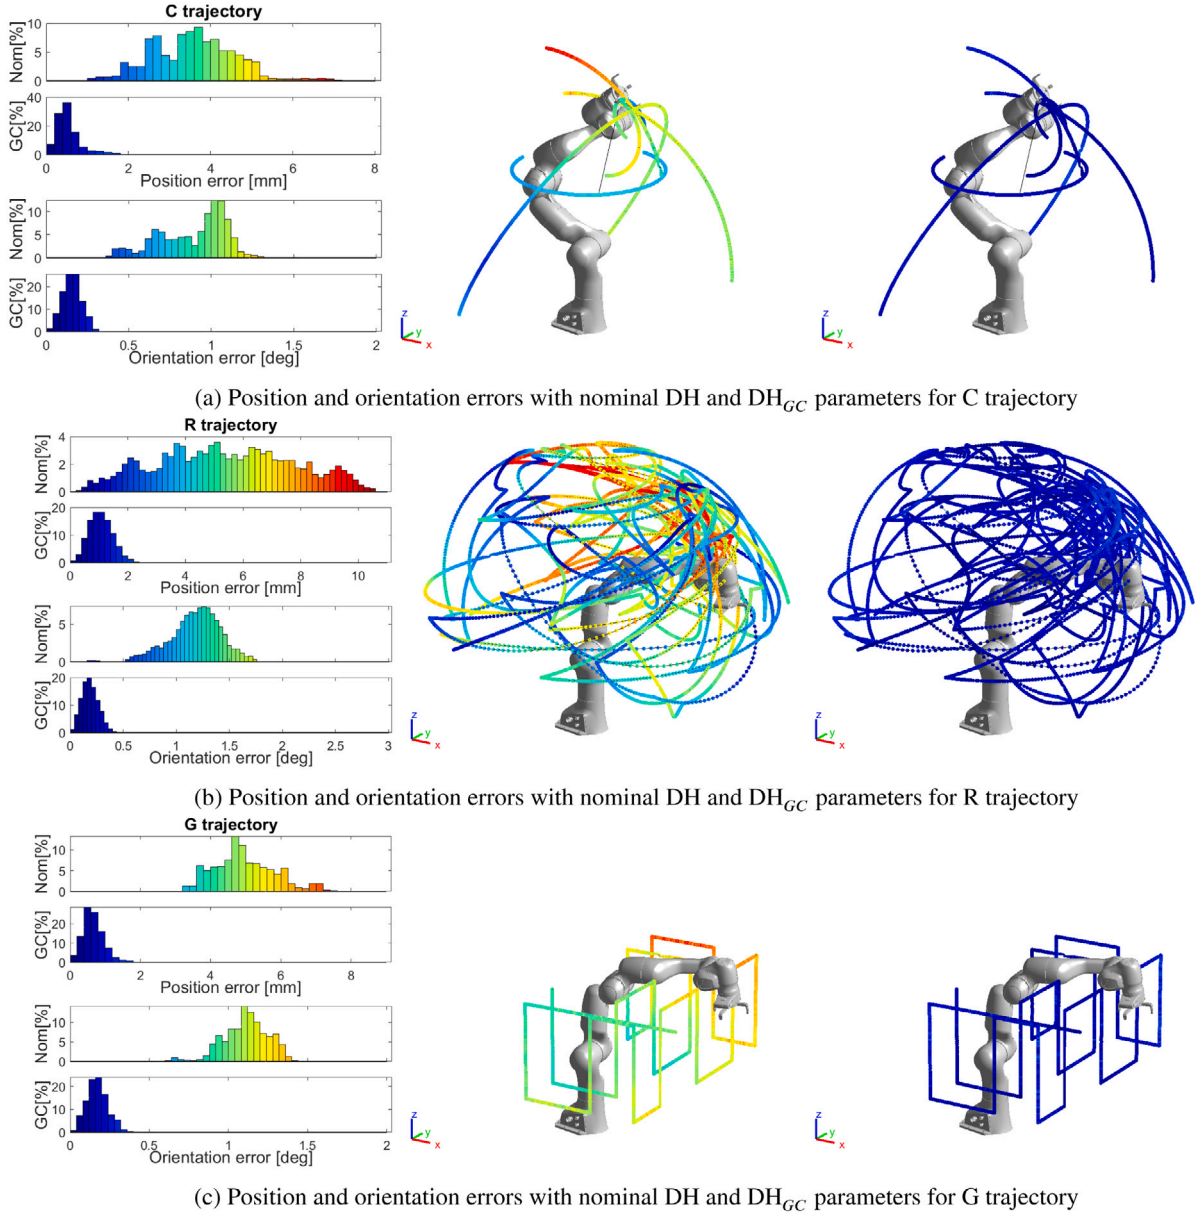 C trajectory
Nom[%]
10
5
0
GC[%]
40
20
0
0 2 4 6 8
Position error [mm]
Nom[%]
10
5
0
GC[%]
20
10
0
0 0.5 1 1.5 2
Orientation error [deg]
z
y
x
z
y
x
(a) Position and orientation errors with nominal DH and DH_GC parameters for C trajectory
R trajectory
Nom[%]
4
2
0
GC[%]
20
10
0
0 2 4 6 8 10
Position error [mm]
Nom[%]
5
0
GC[%]
20
10
0
0 0.5 1 1.5 2 2.5 3
Orientation error [deg]
z
y
x
z
y
x
(b) Position and orientation errors with nominal DH and DH_GC parameters for R trajectory
G trajectory
Nom[%]
10
5
0
GC[%]
20
10
0
0 2 4 6 8
Position error [mm]
Nom[%]
10
5
0
GC[%]
20
10
0
0 0.5 1 1.5 2
Orientation error [deg]
z
y
x
z
y
x
(c) Position and orientation errors with nominal DH and DH_GC parameters for G trajectory